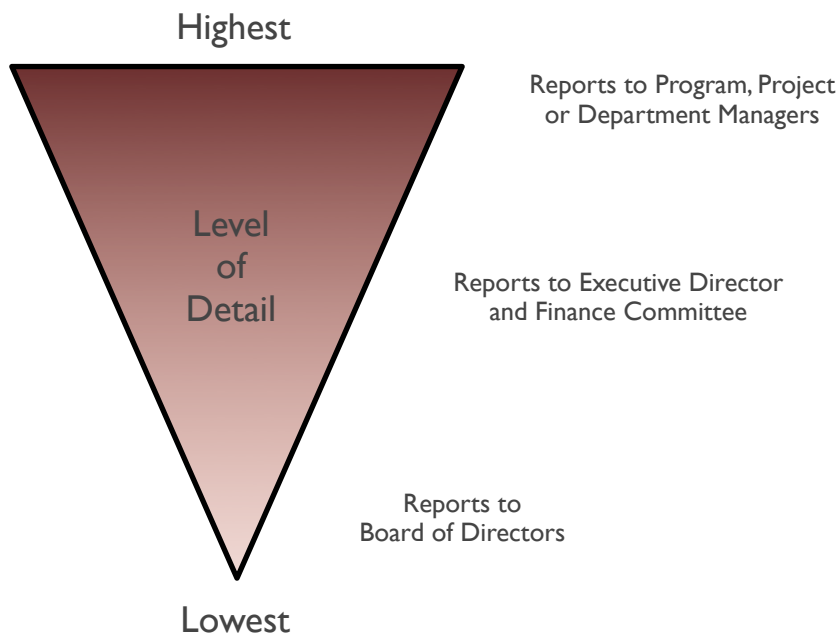 Highest
Reports to Program, Project
or Department Managers
Level
of
Detail
Reports to Executive Director
and Finance Committee
Reports to
Board of Directors
Lowest